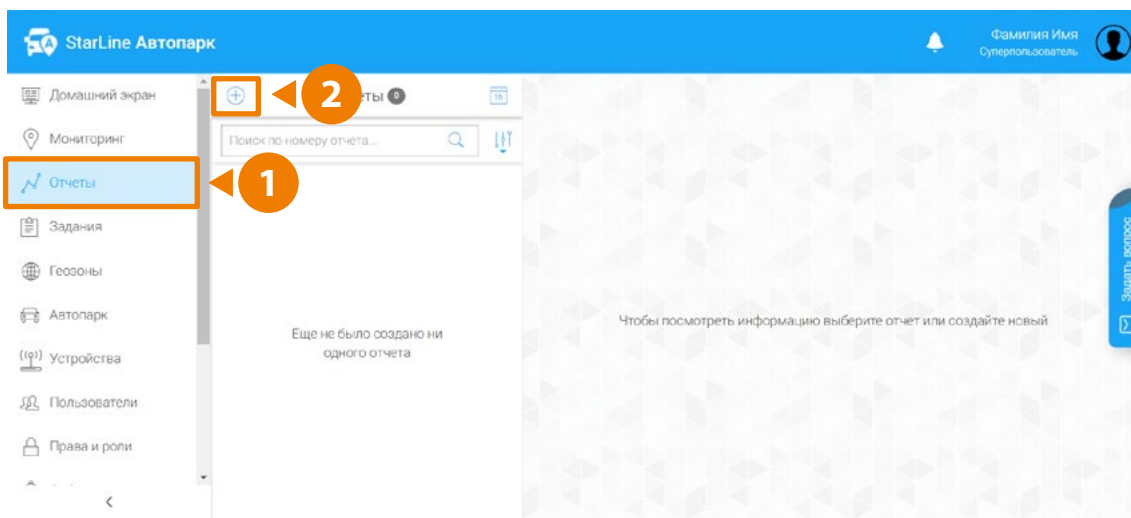 StarLine Автопарк
Фамилия Имя
Суперпользователь
Домашний экран
Мониторинг
Отчеты
Задания
Геозоны
Автопарк
Устройства
Пользователи
Права и роли
1
2
еты 0
16
Поиск по номеру отчета...
Еще не было создано ни
одного отчета
Чтобы посмотреть информацию выберите отчет или создайте новый
Задать вопрос